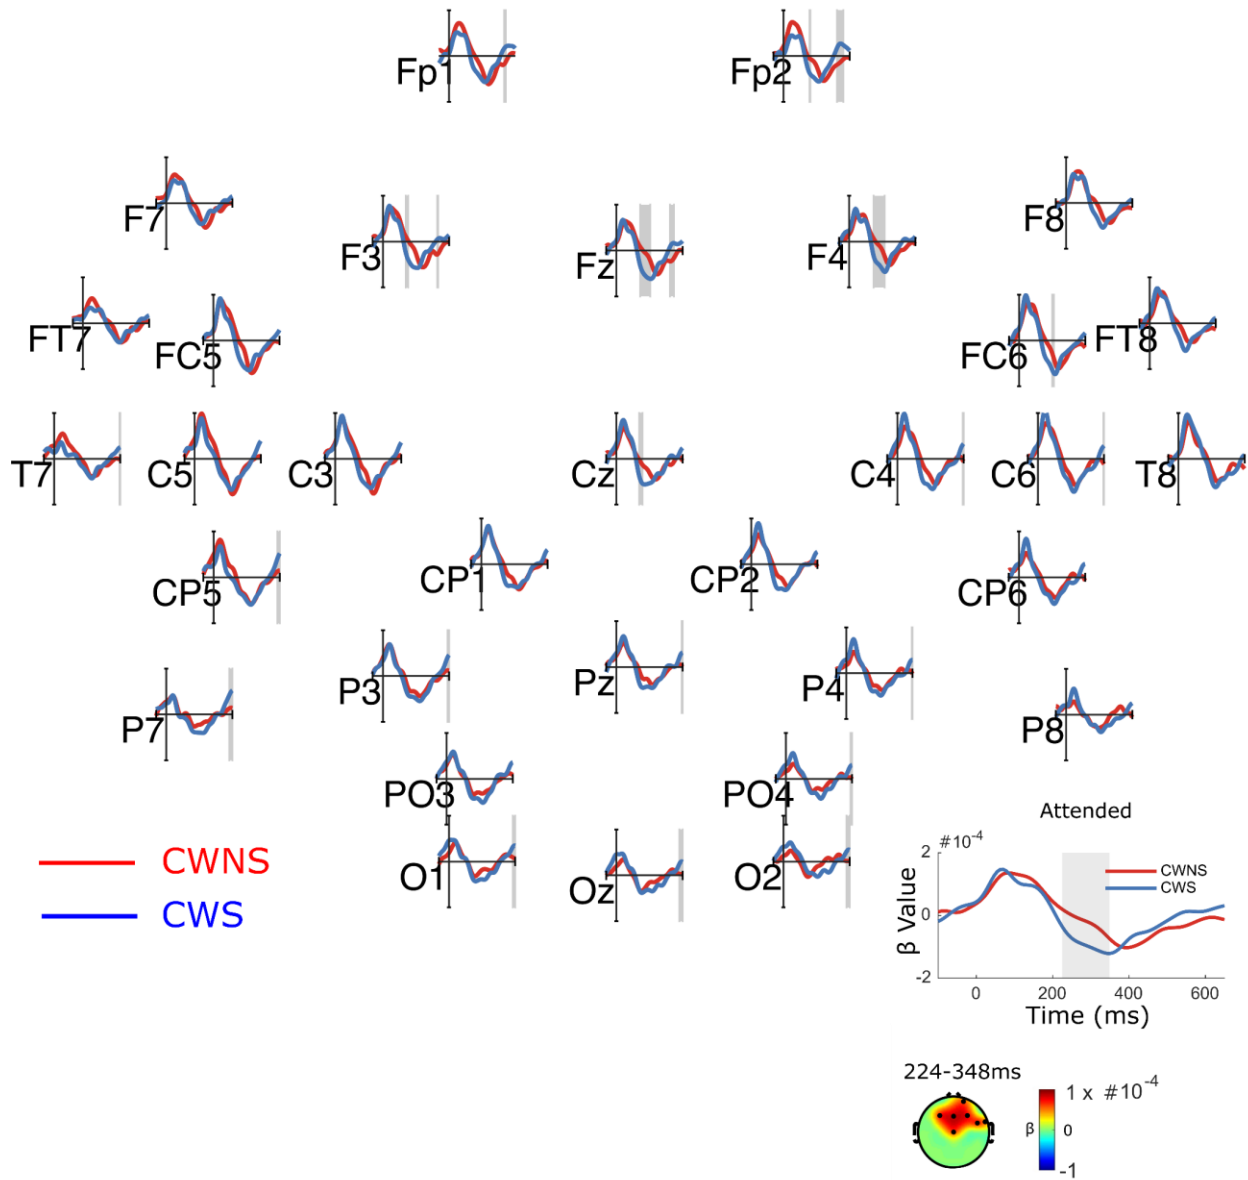 Fp1
Fp2
F7
F3
Fz
F4
F8
FT7
FC5
FC6
FT8
T7
C5
C3
Cz
C4
C6
T8
CP5
CP1
CP2
CP6
P7
P3
Pz
P4
P8
PO3
PO4
O1
Oz
O2
CWNS
CWS
Attended
#10-4
2
0
-2
β Value
CWNS
CWS
0 200 400 600
Time (ms)
224-348ms
1 x #10-4
β 0
-1